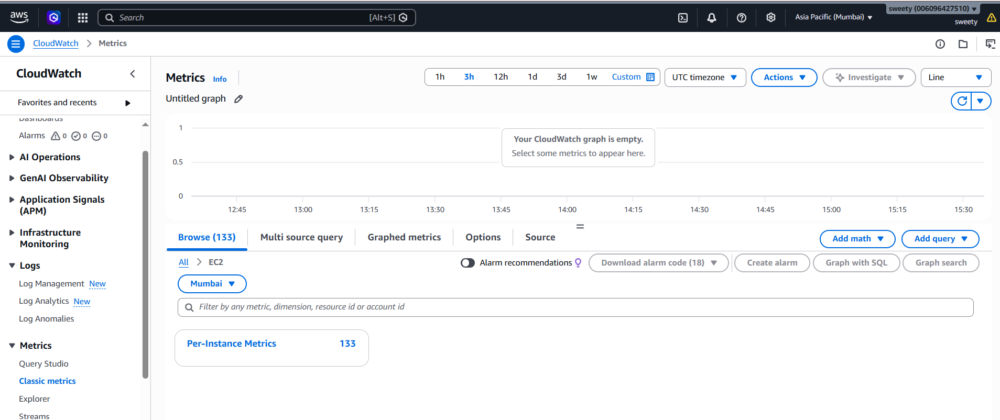 aws
Search [Alt+S]
Asia Pacific (Mumbai)
sweety (006096427510)
sweety
CloudWatch > Metrics
CloudWatch
Favorites and recents
Dashboards
Alarms 0 0 0
AI Operations
GenAI Observability
Application Signals
(APM)
Infrastructure
Monitoring
Logs
Log Management New
Log Analytics New
Log Anomalies
Metrics
Query Studio
Classic metrics
Explorer
Streams
Metrics Info
1h 3h 12h 1d 3d 1w Custom
UTC timezone
Actions
Investigate
Line
Untitled graph
1
0.5
0
Your CloudWatch graph is empty.
Select some metrics to appear here.
12:45 13:00 13:15 13:30 13:45 14:00 14:15 14:30 14:45 15:00 15:15 15:30
Browse (133) Multi source query Graphed metrics Options Source
Add math Add query
All > EC2
Alarm recommendations Download alarm code (18) Create alarm Graph with SQL Graph search
Mumbai
Filter by any metric, dimension, resource id or account id
Per-Instance Metrics 133